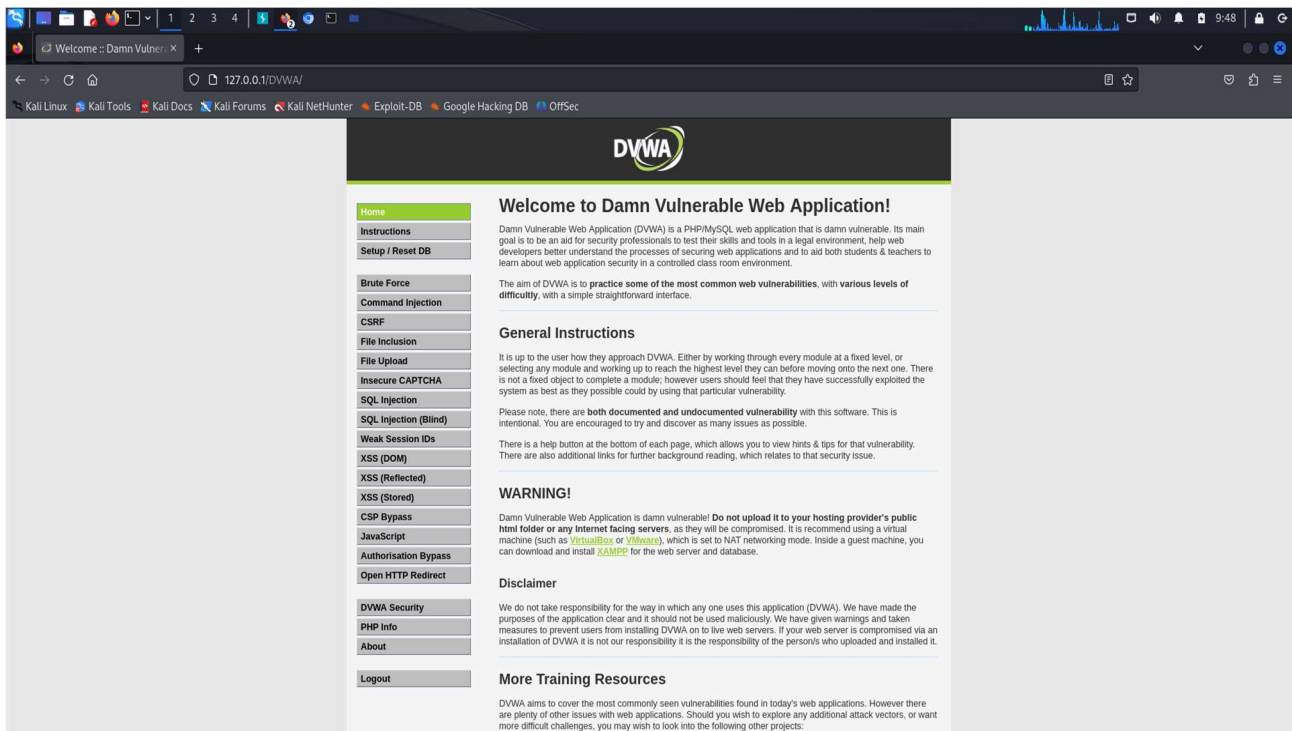 1 2 3 4 9:48
Welcome :: Damn Vulnera
127.0.0.1/DVWA/
Kali Linux Kali Tools Kali Docs Kali Forums Kali NetHunter Exploit-DB Google Hacking DB OffSec
DVWA
Home
Instructions
Setup / Reset DB
Brute Force
Command Injection
CSRF
File Inclusion
File Upload
Insecure CAPTCHA
SQL Injection
SQL Injection (Blind)
Weak Session IDs
XSS (DOM)
XSS (Reflected)
XSS (Stored)
CSP Bypass
JavaScript
Authorisation Bypass
Open HTTP Redirect
DVWA Security
PHP Info
About
Logout
Welcome to Damn Vulnerable Web Application!
Damn Vulnerable Web Application (DVWA) is a PHP/MySQL web application that is damn vulnerable. Its main
goal is to be an aid for security professionals to test their skills and tools in a legal environment, help web
developers better understand the processes of securing web applications and to aid both students & teachers to
learn about web application security in a controlled class room environment.
The aim of DVWA is to practice some of the most common web vulnerabilities, with various levels of
difficultly, with a simple straightforward interface.
General Instructions
It is up to the user how they approach DVWA. Either by working through every module at a fixed level, or
selecting any module and working up to reach the highest level they can before moving onto the next one. There
is not a fixed object to complete a module; however users should feel that they have successfully exploited the
system as best as they possible could by using that particular vulnerability.
Please note, there are both documented and undocumented vulnerability with this software. This is
intentional. You are encouraged to try and discover as many issues as possible.
There is a help button at the bottom of each page, which allows you to view hints & tips for that vulnerability.
There are also additional links for further background reading, which relates to that security issue.
WARNING!
Damn Vulnerable Web Application is damn vulnerable! Do not upload it to your hosting provider's public
html folder or any Internet facing servers, as they will be compromised. It is recommend using a virtual
machine (such as VirtualBox or VMware), which is set to NAT networking mode. Inside a guest machine, you
can download and install XAMPP for the web server and database.
Disclaimer
We do not take responsibility for the way in which any one uses this application (DVWA). We have made the
purposes of the application clear and it should not be used maliciously. We have given warnings and taken
measures to prevent users from installing DVWA on to live web servers. If your web server is compromised via an
installation of DVWA it is not our responsibility it is the responsibility of the person/s who uploaded and installed it.
More Training Resources
DVWA aims to cover the most commonly seen vulnerabilities found in today's web applications. However there
are plenty of other issues with web applications. Should you wish to explore any additional attack vectors, or want
more difficult challenges, you may wish to look into the following other projects: